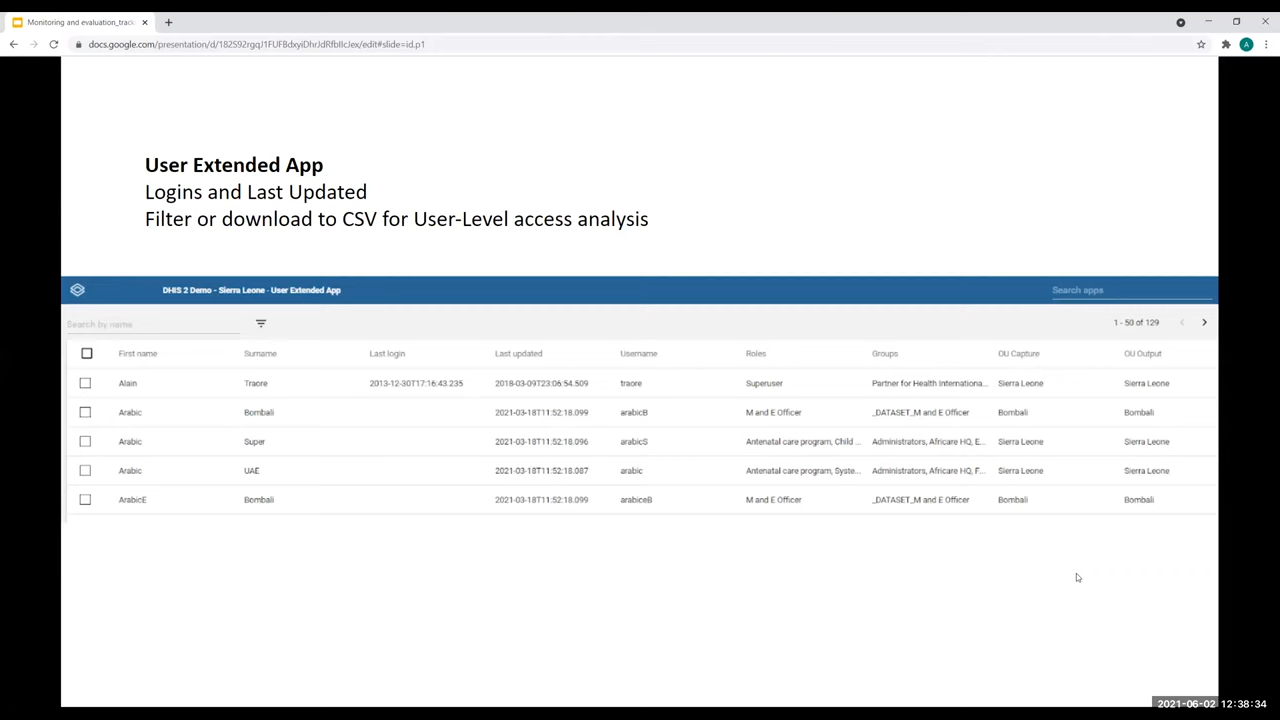 Monitoring and evaluation_track
docs.google.com/presentation/d/182S92rgqJ1FUFBdxyiDhrJdRfbIIcJex/edit#slide=id.p1
A
User Extended App
Logins and Last Updated
Filter or download to CSV for User-Level access analysis
DHIS 2 Demo - Sierra Leone - User Extended App Search apps
Search by name 1 - 50 of 129
First name Surname Last login Last updated Username Roles Groups OU Capture OU Output
Alain Traore 2013-12-30T17:16:43.235 2018-03-09T23:06:54.509 traore Superuser Partner for Health Internationa... Sierra Leone Sierra Leone
Arabic Bombali 2021-03-18T11:52:18.099 arabicB M and E Officer _DATASET_M and E Officer Bombali Bombali
Arabic Super 2021-03-18T11:52:18.096 arabicS Antenatal care program, Child ... Administrators, Africare HQ, E... Sierra Leone Sierra Leone
Arabic UAE 2021-03-18T11:52:18.087 arabic Antenatal care program, Syste... Administrators, Africare HQ, F... Sierra Leone Sierra Leone
ArabicE Bombali 2021-03-18T11:52:18.099 arabiceB M and E Officer _DATASET_M and E Officer Bombali Bombali
2021-06-02 12:38:34